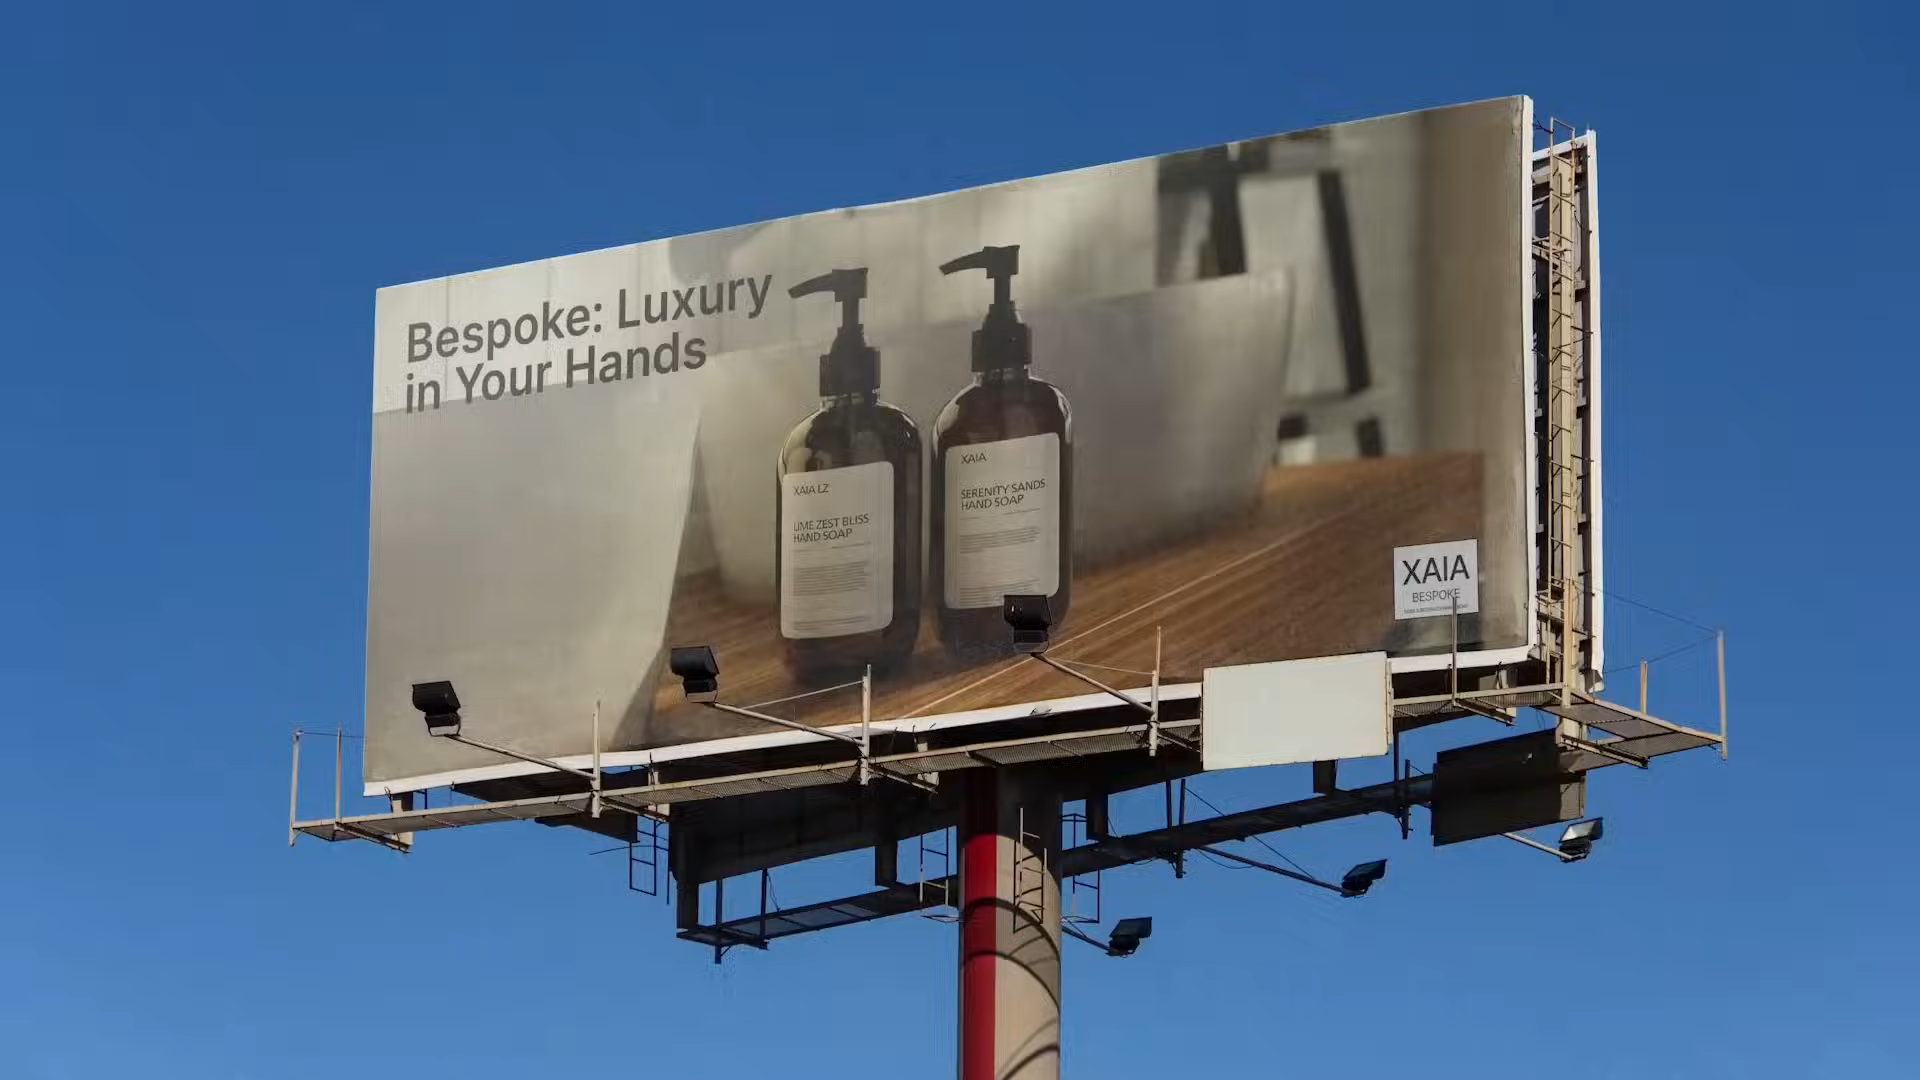 Bespoke: Luxury
in Your Hands
XAIA LZ
LIME ZEST BLISS
HAND SOAP
XAIA
SERENITY SANDS
HAND SOAP
XAIA
BESPOKE